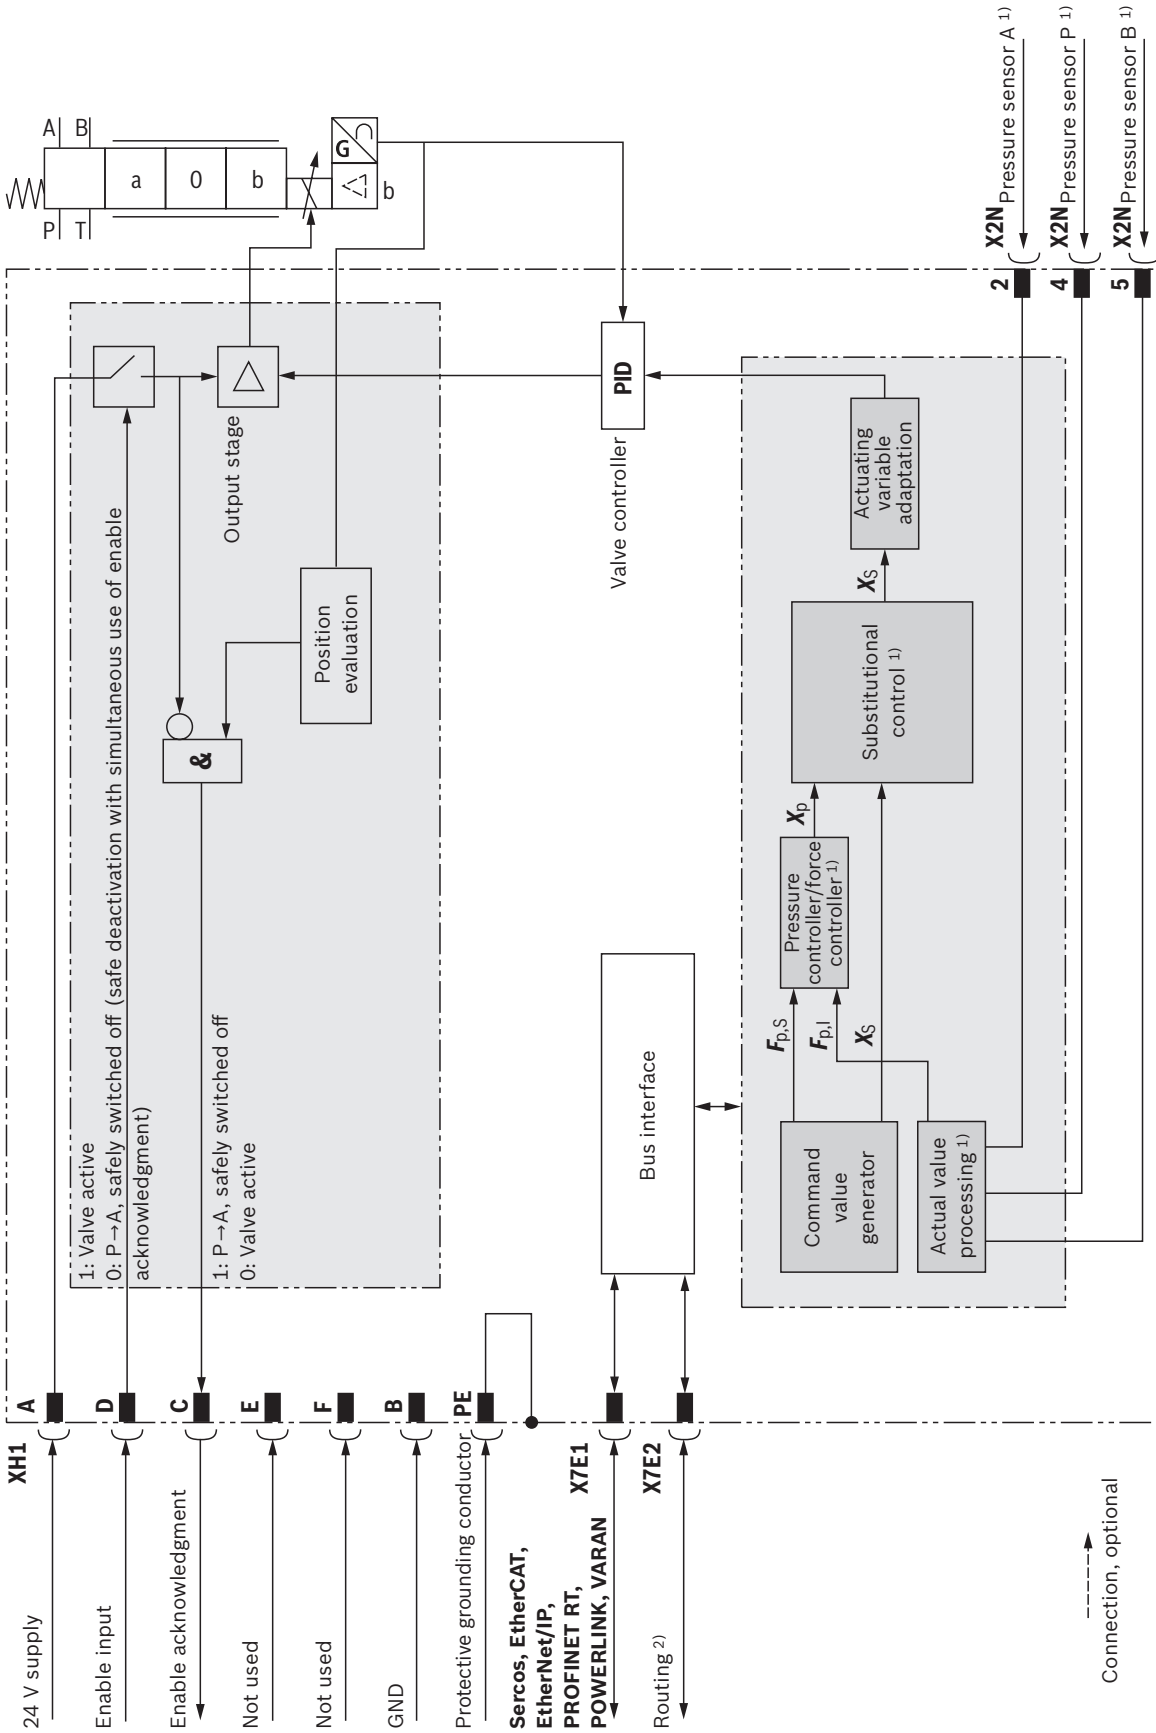 XH1
24 V supply
A
Enable input
D
Enable acknowledgment
C
Not used
E
Not used
F
GND
B
Protective grounding conductor
PE
Sercos, EtherCAT,
EtherNet/IP,
PROFINET RT,
POWERLINK, VARAN
X7E1
Routing 2)
X7E2
Connection, optional
1: Valve active
0: P→A, safely switched off (safe deactivation with simultaneous use of enable
acknowledgment)
1: P→A, safely switched off
0: Valve active
&
Position
evaluation
Output stage
Bus interface
Valve controller
PID
Command
value
generator
Actual value
processing 1)
Fp,S
Fp,I
XS
Pressure
controller/force
controller 1)
Xp
Substitutional
control 1)
XS
Actuating
variable
adaptation
P
T
A
B
a
0
b
G
b
2
X2N
Pressure sensor A 1)
4
X2N
Pressure sensor P 1)
5
X2N
Pressure sensor B 1)